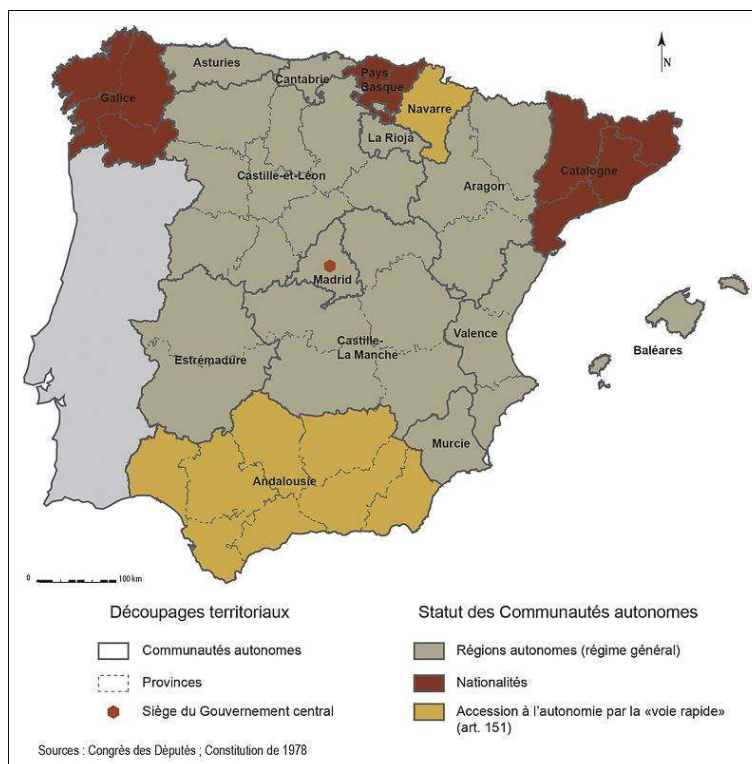 N
Asturies
Cantabrie
Pays
Basque
Galice
Navarre
La Rioja
Castille-et-Léon
Catalogne
Aragon
Madrid
Castille-
La Manche
Valence
Estrémadure
Baléares
Murcie
Andalousie
0 100 km
Découpages territoriaux
Communautés autonomes
Provinces
Siège du Gouvernement central
Statut des Communautés autonomes
Régions autonomes (régime général)
Nationalités
Accession à l'autonomie par la «voie rapide»
(art. 151)
Sources : Congrès des Députés ; Constitution de 1978